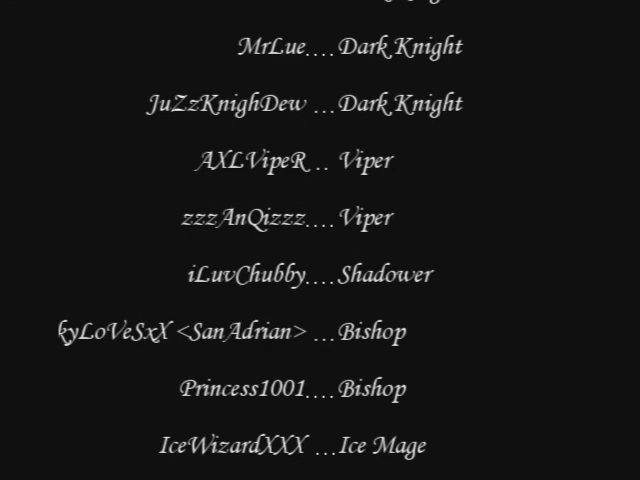 MrLue....Dark Knight
JuZzKnighDew ...Dark Knight
AXLVipeR .. Viper
zzzAnQizzz....Viper
iLuvChubby....Shadower
kyLoVeSxX <SanAdrian> ...Bishop
Princess1001....Bishop
IceWizardXXX ...Ice Mage